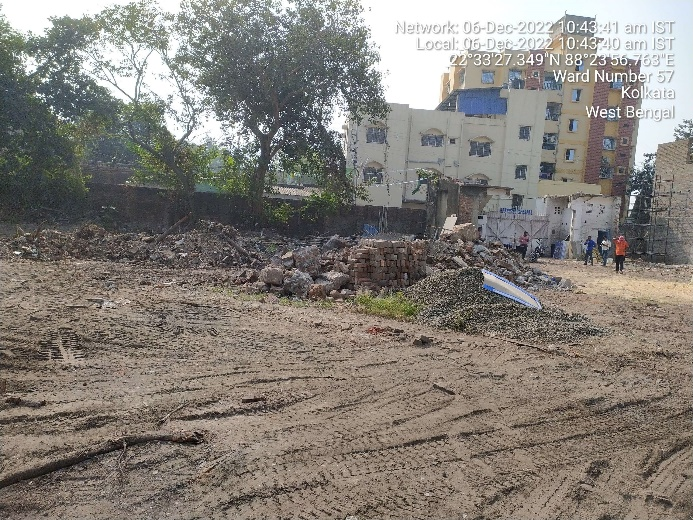 Network: 06-Dec-2022 10:43:41 am IST
Local: 06-Dec-2022 10:43:40 am IST
22°33'27.349"N 88°23'56.763"E
Ward Number 57
Kolkata
West Bengal